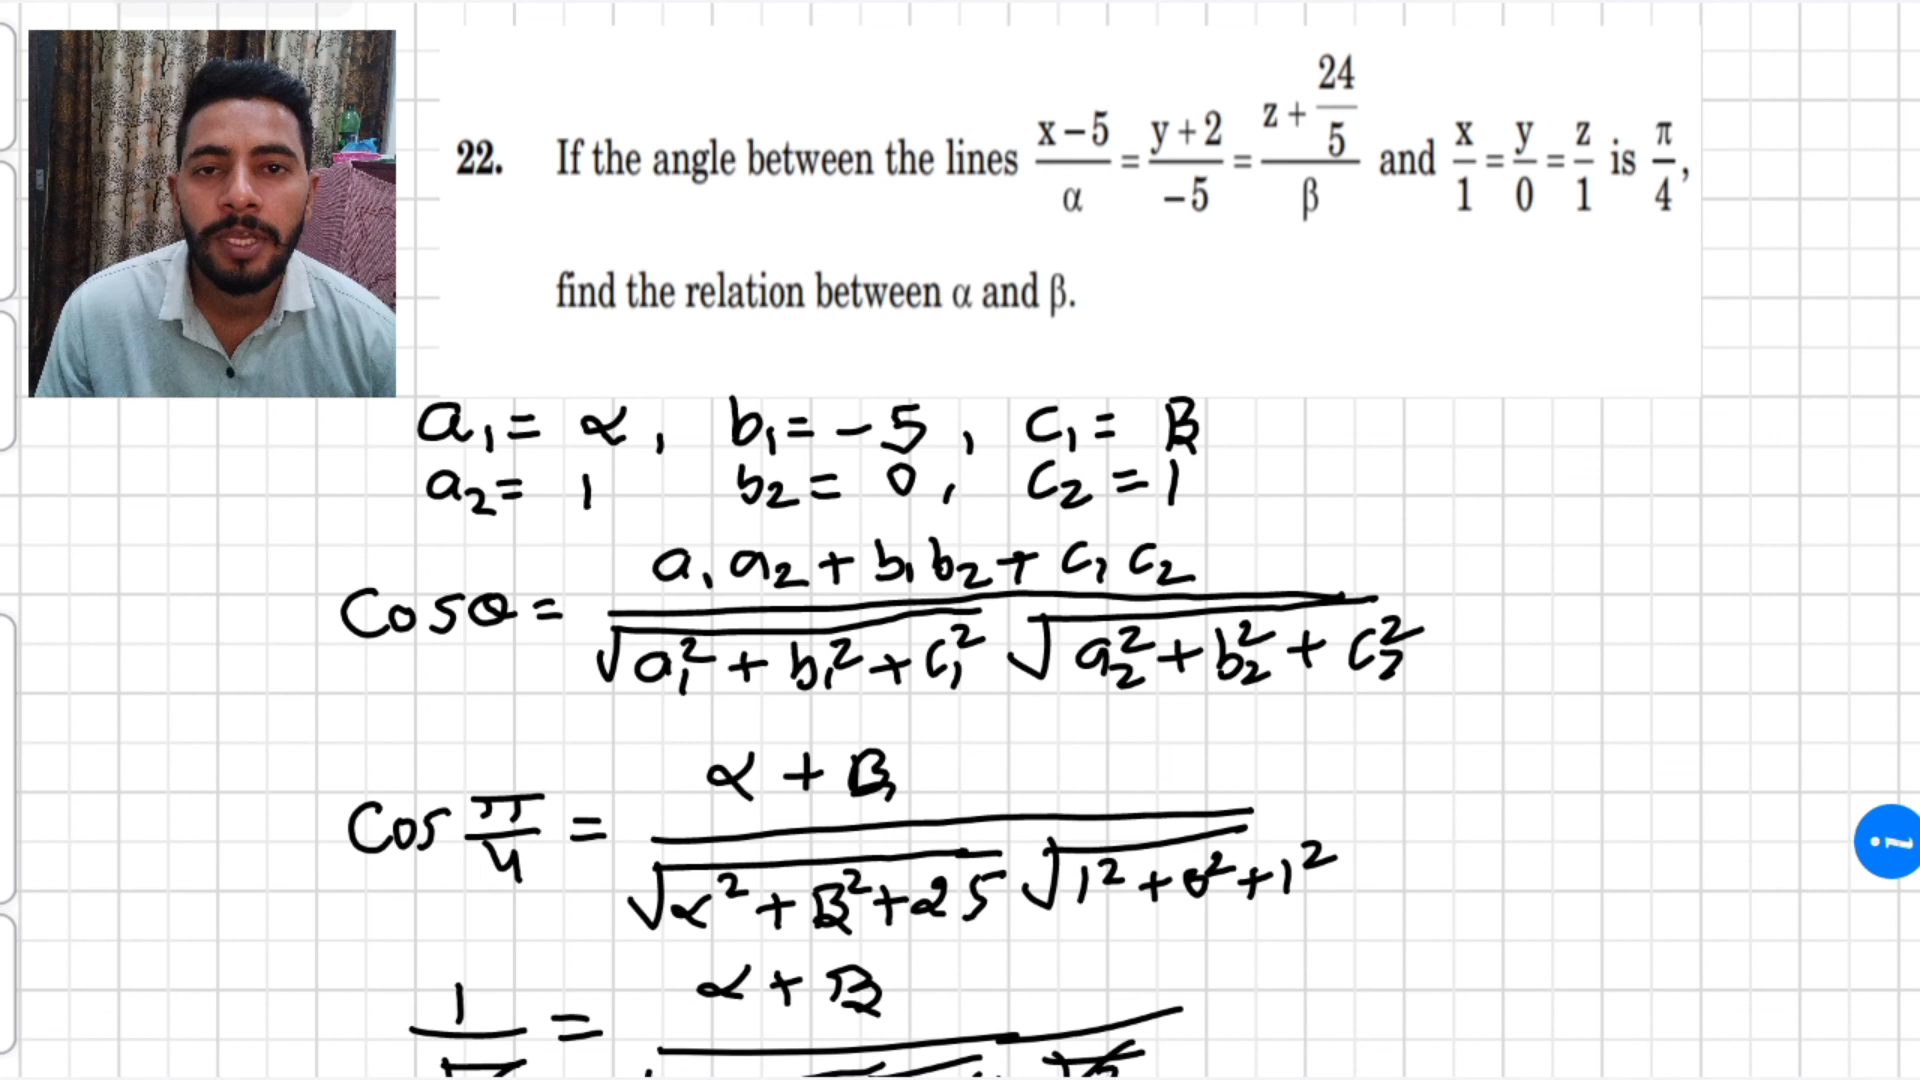 22. If the angle between the lines (x – 5)/α = (y + 2)/–5 = (z + 24/5)/β and x/1 = y/0 = z/1 is π/4,
find the relation between α and β.
a₁ = α, b₁ = –5, c₁ = β
a₂ = 1 b₂ = 0, c₂ = 1
Cosθ = (a₁a₂ + b₁b₂ + c₁c₂)/(√(a₁² + b₁² + c₁²) √(a₂² + b₂² + c₂²))
Cos π/4 = (α + β)/(√(α² + β² + 25) √(1² + 0² + 1²))
1 = α + β